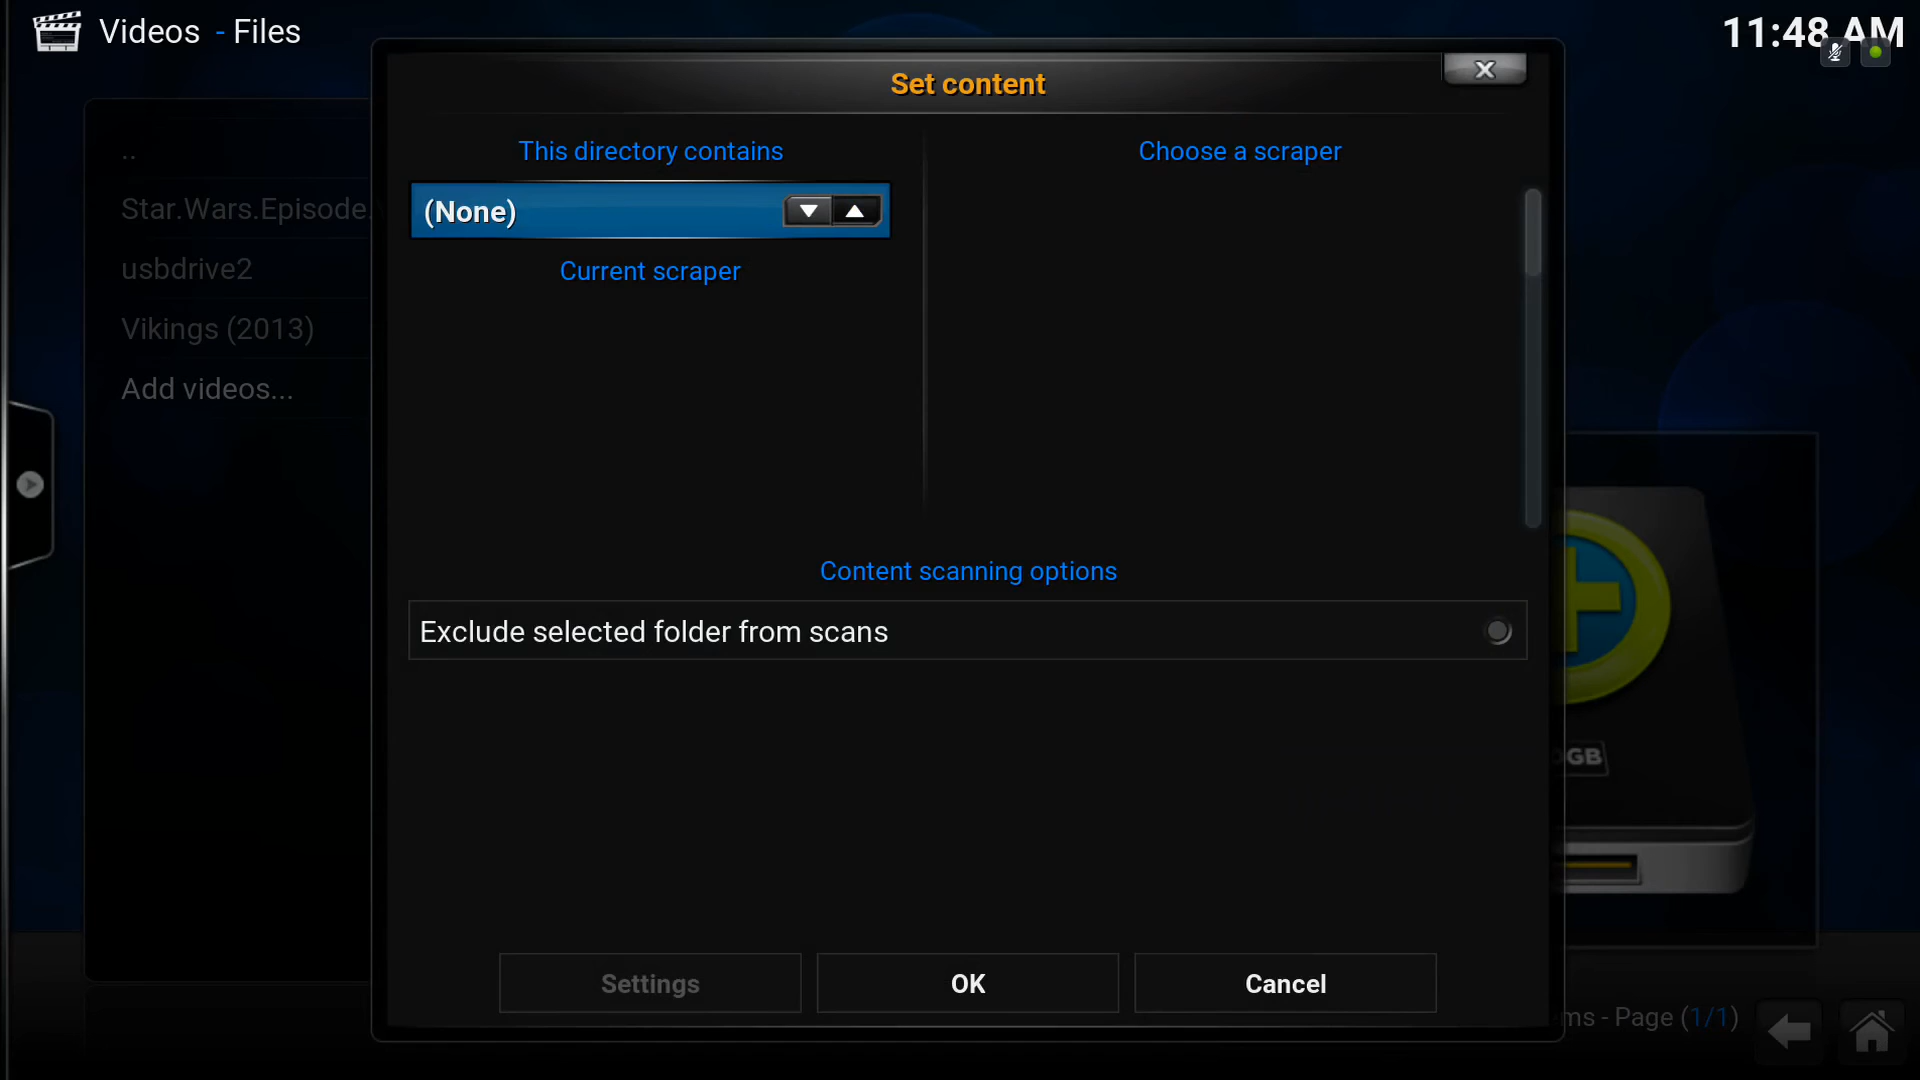 Videos - Files
11:48 AM
Set content
This directory contains
Choose a scraper
..
(None)
Star.Wars.Episode.
Current scraper
usbdrive2
Vikings (2013)
Add videos...
Content scanning options
Exclude selected folder from scans
GB
Settings
OK
Cancel
ms - Page (1/1)